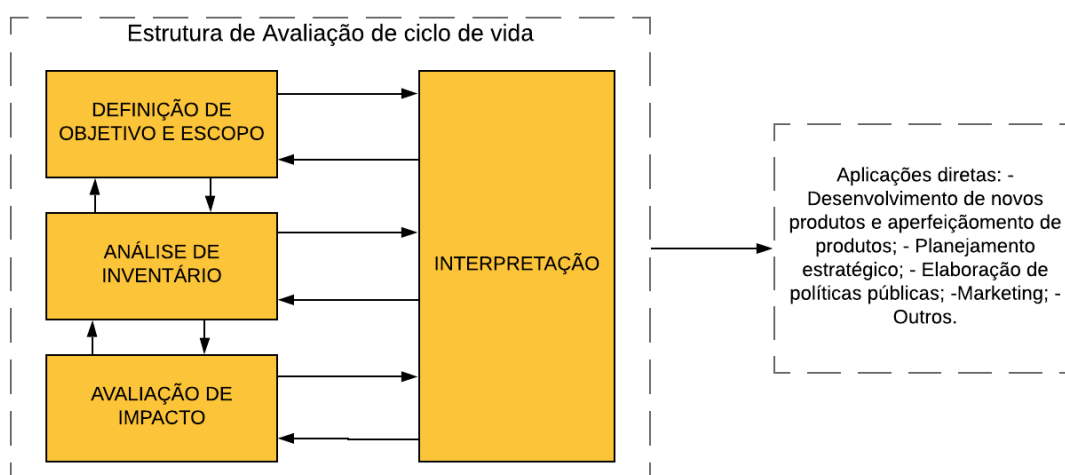 Estrutura de Avaliação de ciclo de vida
DEFINIÇÃO DE
OBJETIVO E ESCOPO
ANÁLISE DE
INVENTÁRIO
AVALIAÇÃO DE
IMPACTO
INTERPRETAÇÃO
Aplicações diretas: -
Desenvolvimento de novos
produtos e aperfeiçãomento de
produtos; - Planejamento
estratégico; - Elaboração de
políticas públicas; -Marketing; -
Outros.